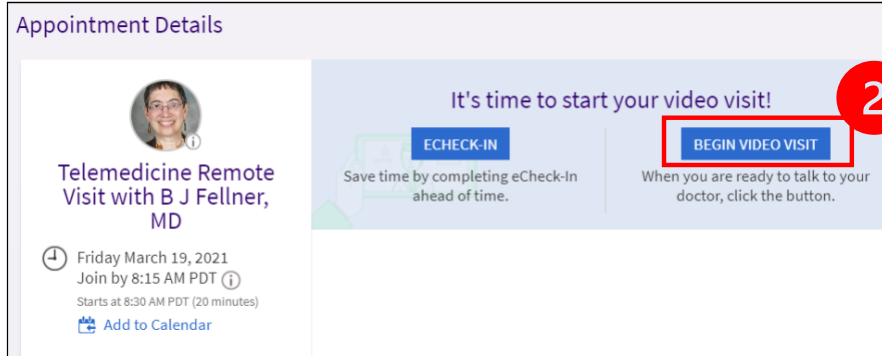 Appointment Details
It's time to start your video visit!
2
ECHECK-IN
BEGIN VIDEO VISIT
Save time by completing eCheck-In
ahead of time.
When you are ready to talk to your
doctor, click the button.
Telemedicine Remote
Visit with B J Fellner,
MD
Friday March 19, 2021
Join by 8:15 AM PDT
Starts at 8:30 AM PDT (20 minutes)
Add to Calendar